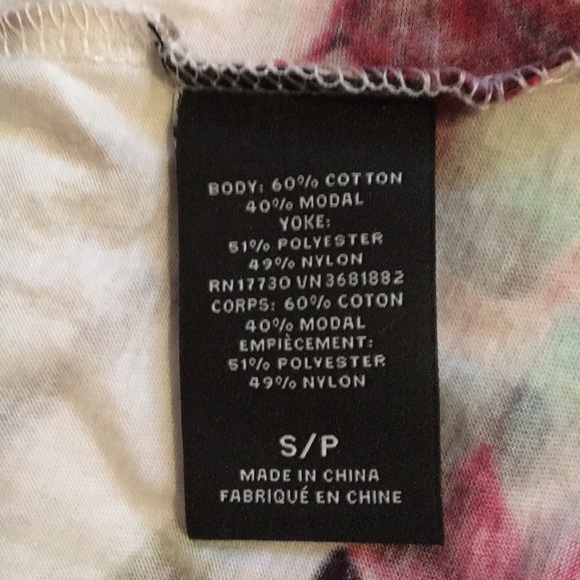 BODY: 60% COTTON
40% MODAL
YOKE:
51% POLYESTER
49% NYLON
RN17730 VN3681882
CORPS: 60% COTON
40% MODAL
EMPIÈCEMENT:
51% POLYESTER
49% NYLON
S/P
MADE IN CHINA
FABRIQUÉ EN CHINE